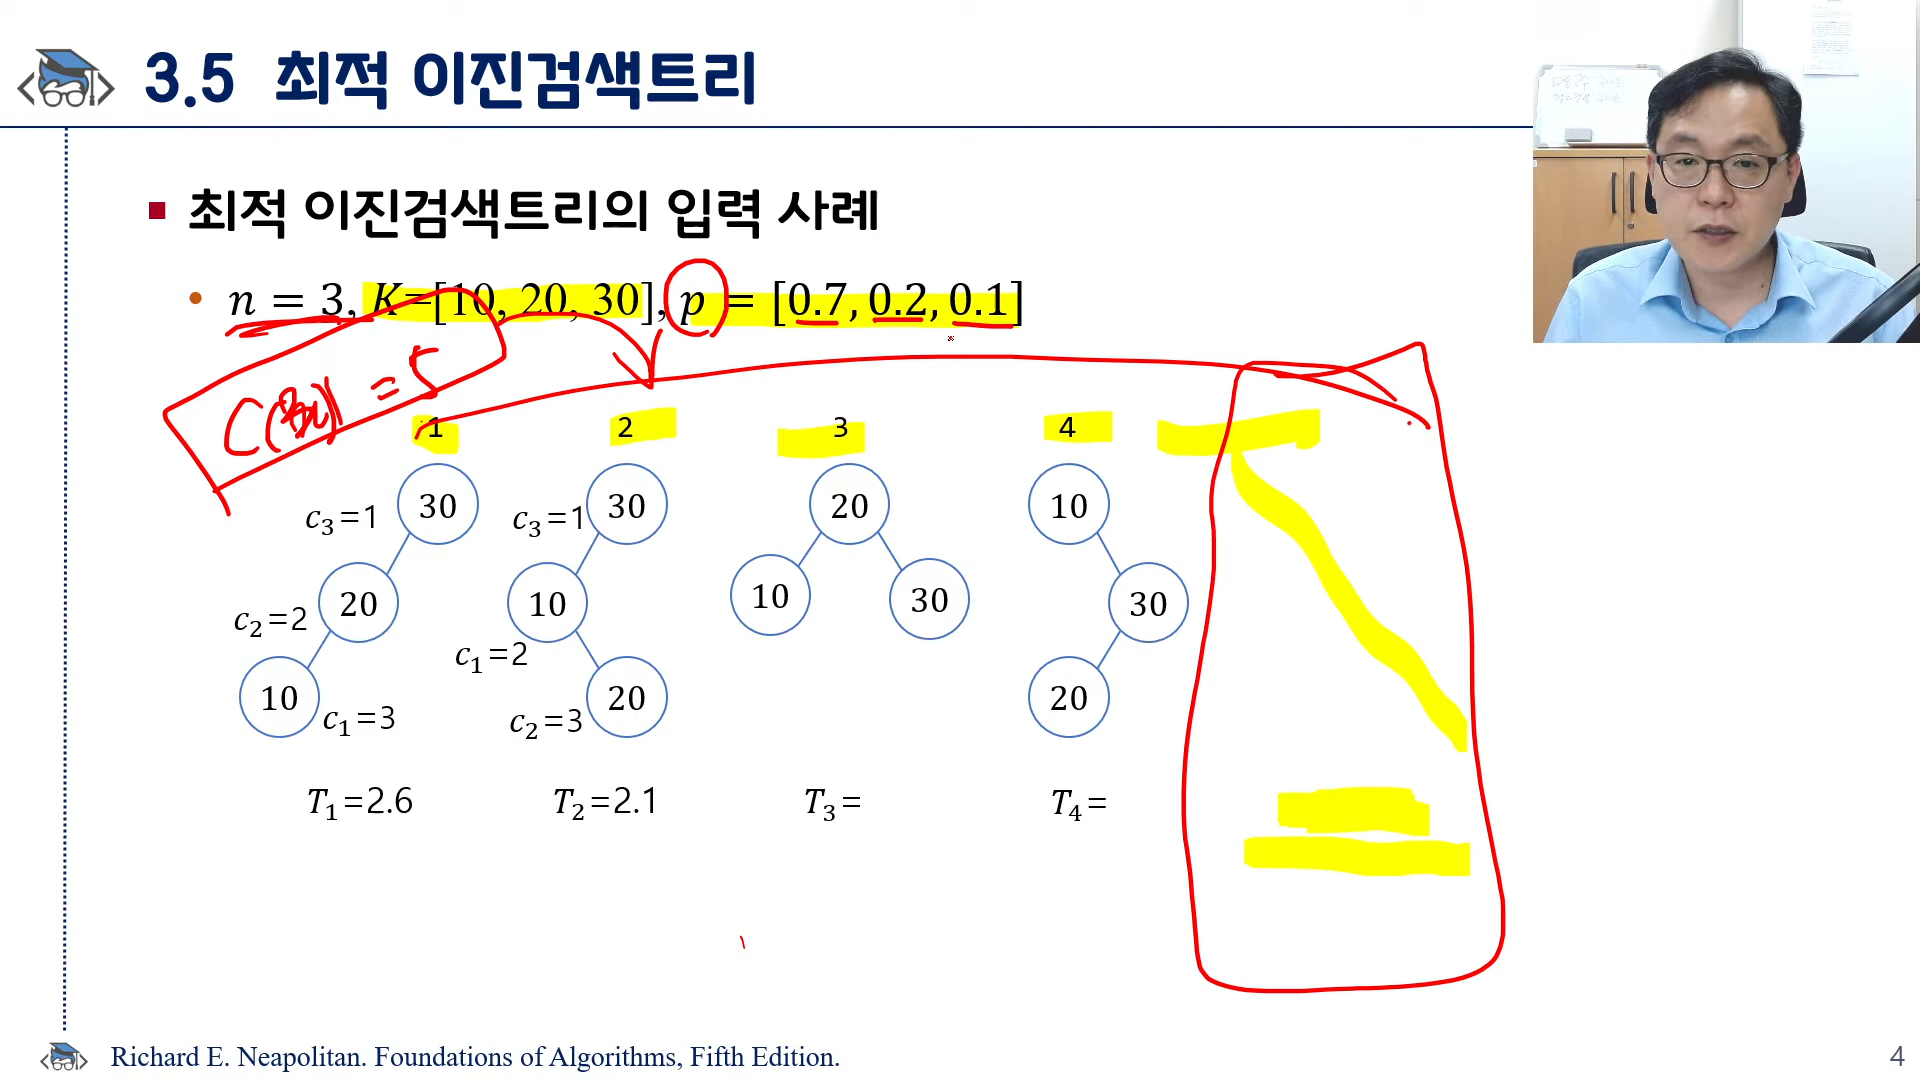 3.5 최적 이진검색트리
최적 이진검색트리의 입력 사례
n = 3, K=[10, 20, 30], p = [0.7, 0.2, 0.1]
= 5
1 2 3 4
30 30 20 10
c₃=1 c₃=1
20 10 10 30 30
c₂=2 c₁=2
10 20 20
c₁=3 c₂=3
T₁=2.6 T₂=2.1 T₃= T₄=
Richard E. Neapolitan. Foundations of Algorithms, Fifth Edition.
4